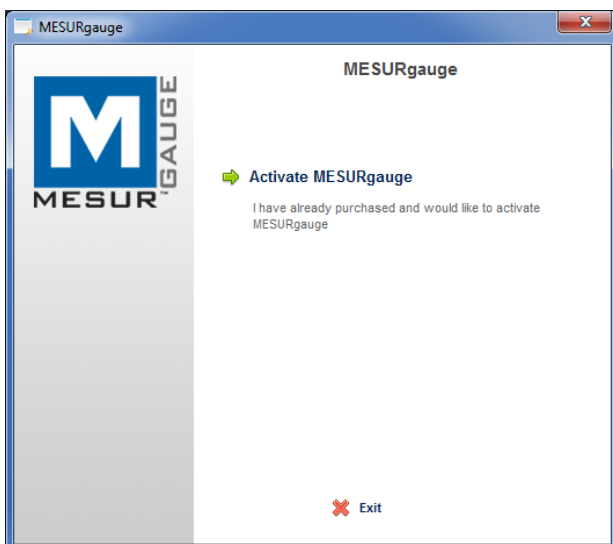 MESURgauge
MESURgauge
M
GAUGE
MESUR™
Activate MESURgauge
I have already purchased and would like to activate
MESURgauge
Exit